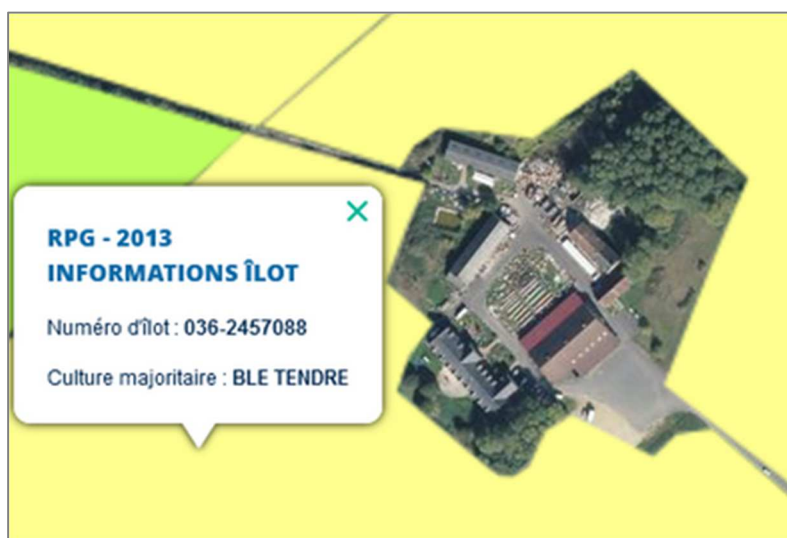 RPG - 2013
INFORMATIONS ÎLOT
Numéro d'îlot : 036-2457088
Culture majoritaire : BLE TENDRE